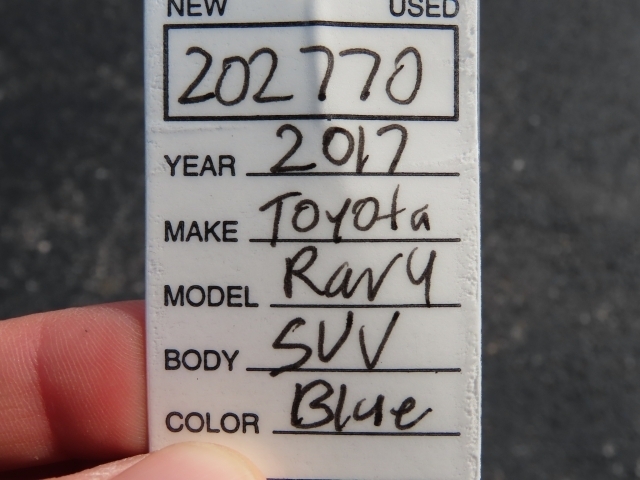 NEW USED
202770
YEAR 2017
MAKE Toyota
MODEL Rav4
BODY SUV
COLOR Blue